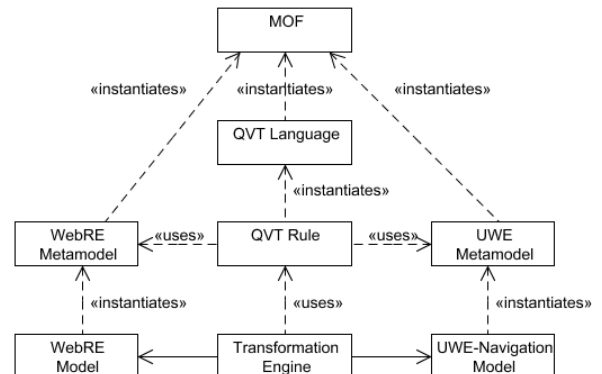 MOF
«instantiates» «instantiates» «instantiates»
QVT Language
«instantiates»
WebRE
Metamodel
«uses»
QVT Rule
«uses»
UWE
Metamodel
«instantiates» «uses» «instantiates»
WebRE
Model
Transformation
Engine
UWE-Navigation
Model